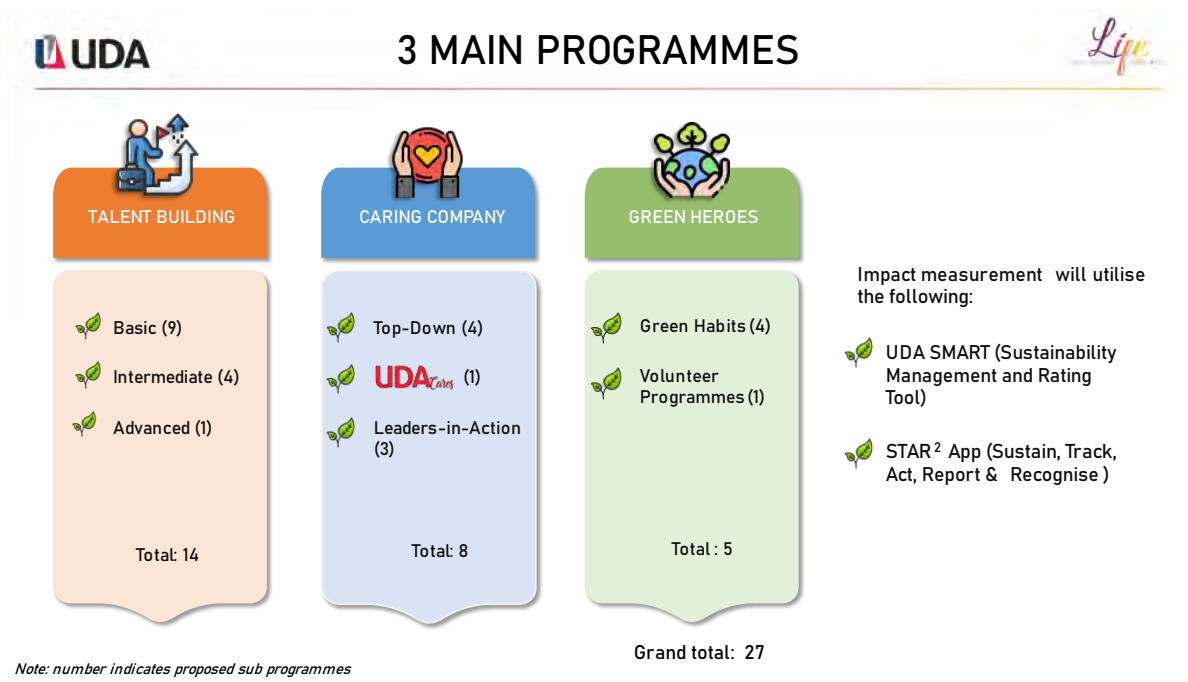 UDA
3 MAIN PROGRAMMES
Life
TALENT BUILDING
Basic (9)
Intermediate (4)
Advanced (1)
Total: 14
CARING COMPANY
Top-Down (4)
UDA Cares (1)
Leaders-in-Action
(3)
Total: 8
GREEN HEROES
Green Habits (4)
Volunteer
Programmes (1)
Total : 5
Impact measurement will utilise
the following:
UDA SMART (Sustainability
Management and Rating
Tool)
STAR² App (Sustain, Track,
Act, Report & Recognise )
Grand total: 27
Note: number indicates proposed sub programmes